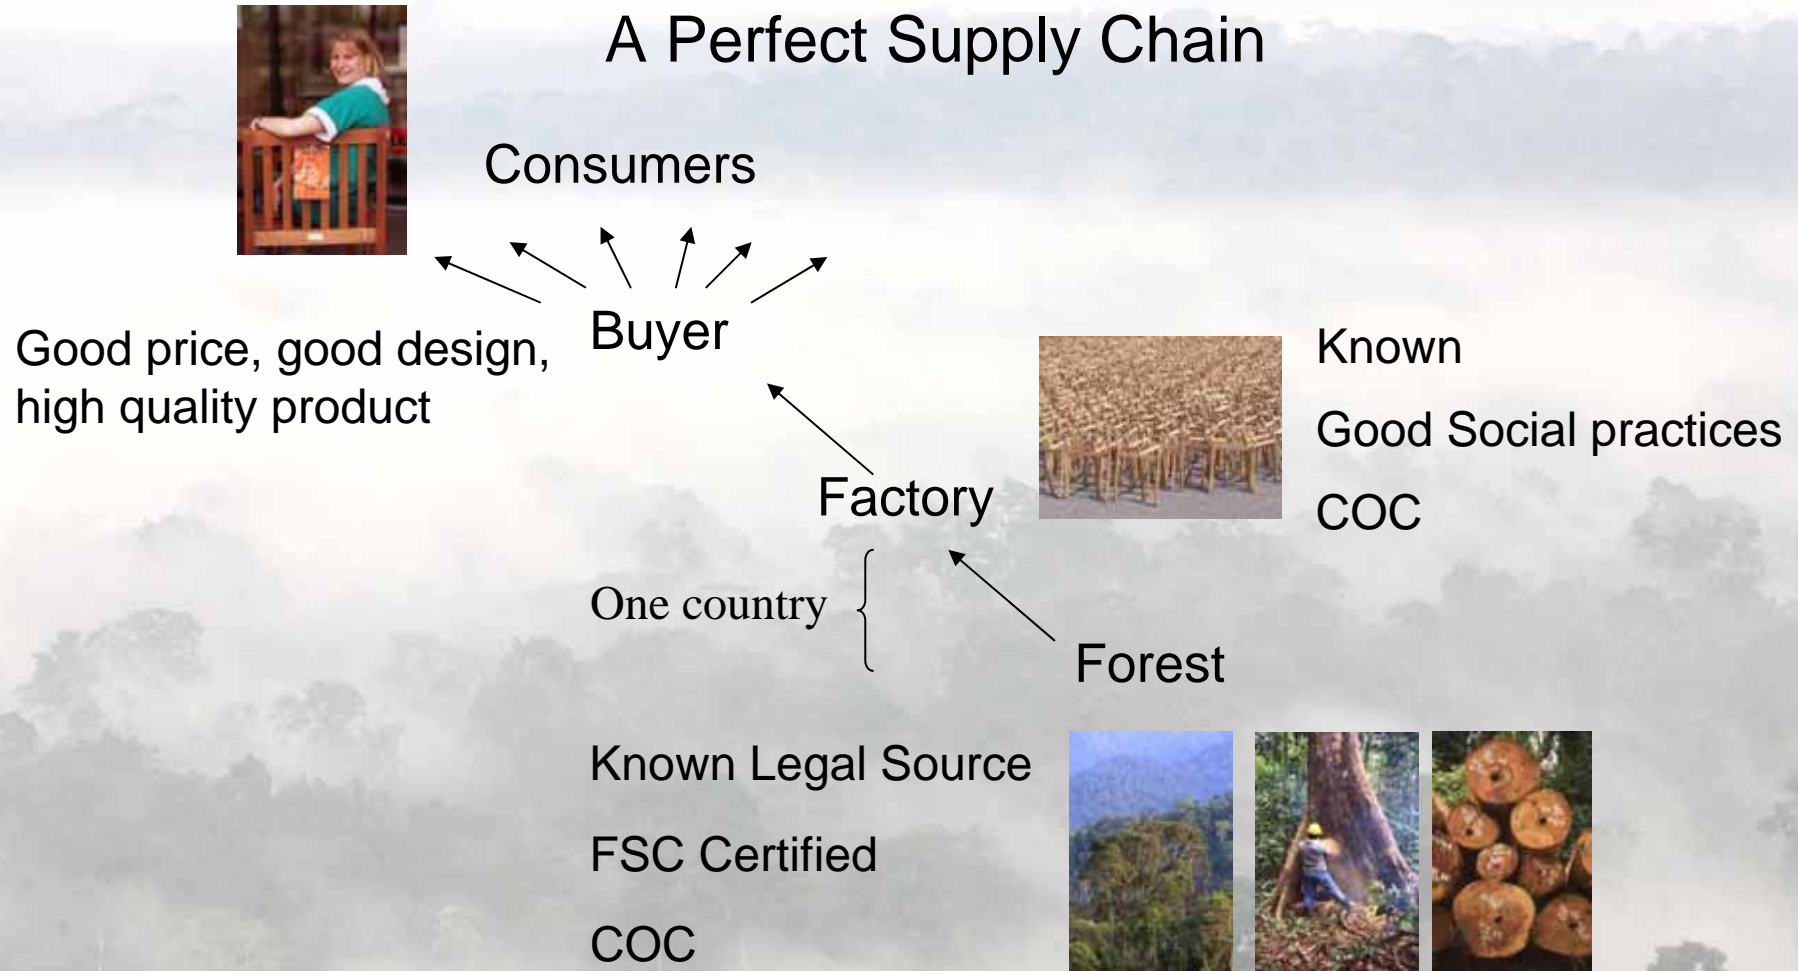 A Perfect Supply Chain
Consumers
Buyer
Good price, good design,
high quality product
Known
Good Social practices
COC
Factory
One country
Forest
Known Legal Source
FSC Certified
COC